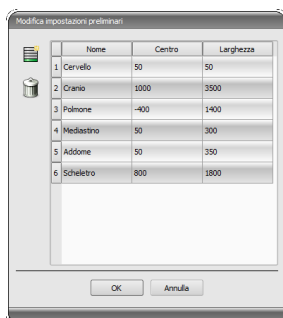 Modifica impostazioni preliminari
Nome Centro Larghezza
1 Cervello 50 50
2 Cranio 1000 3500
3 Polmone -400 1400
4 Mediastino 50 300
5 Addome 50 350
6 Scheletro 800 1800
OK Annulla